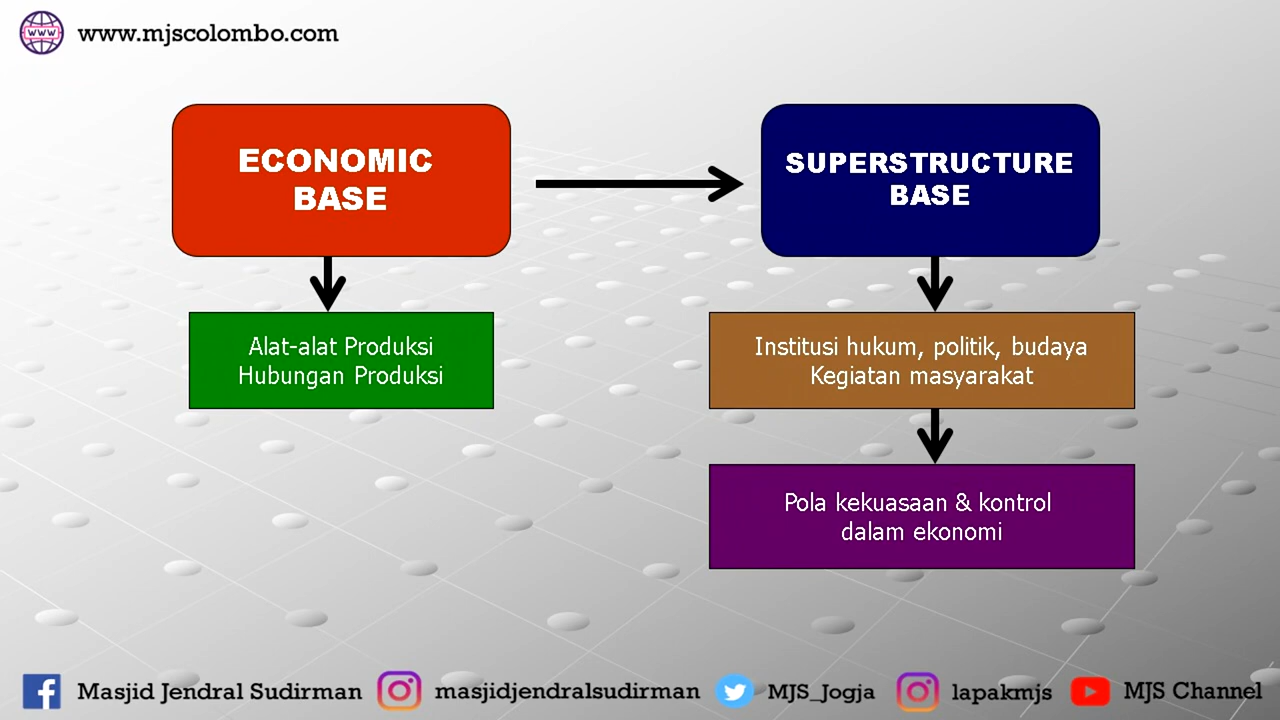 www.mjscolombo.com
ECONOMIC
BASE
SUPERSTRUCTURE
BASE
Alat-alat Produksi
Hubungan Produksi
Institusi hukum, politik, budaya
Kegiatan masyarakat
Pola kekuasaan & kontrol
dalam ekonomi
Masjid Jendral Sudirman masjidjendralsudirman MJS_Jogja lapakmjs MJS Channel